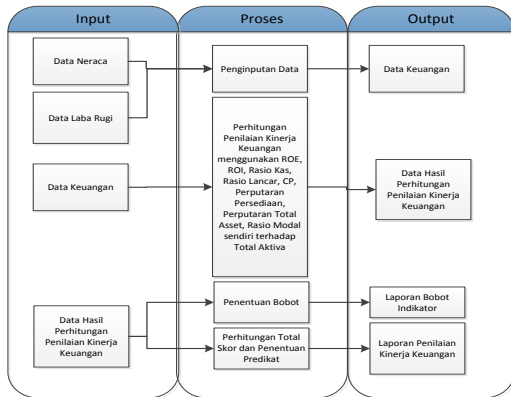 Input
Proses
Output
Data Neraca
Penginputan Data
Data Keuangan
Data Laba Rugi
Data Keuangan
Perhitungan
Penilaian Kinerja
Keuangan
menggunakan ROE,
ROI, Rasio Kas,
Rasio Lancar, CP,
Perputaran
Persediaan,
Perputaran Total
Asset, Rasio Modal
sendiri terhadap
Total Aktiva
Data Hasil
Perhitungan
Penilaian Kinerja
Keuangan
Data Hasil
Perhitungan
Penilaian Kinerja
Keuangan
Penentuan Bobot
Laporan Bobot
Indikator
Perhitungan Total
Skor dan Penentuan
Predikat
Laporan Penilaian
Kinerja Keuangan